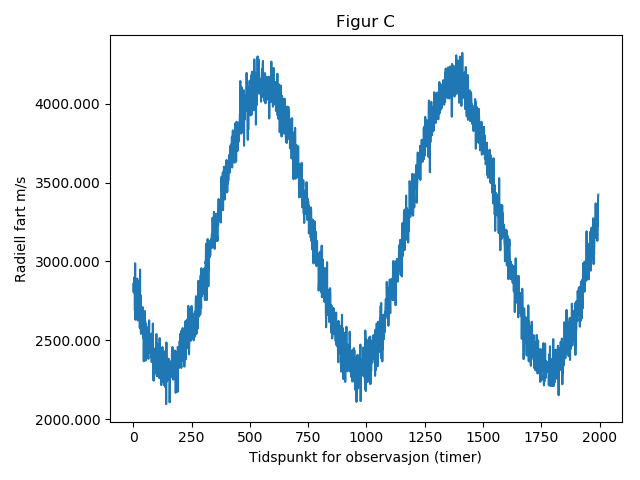 Figur C
4000.000
3500.000
3000.000
2500.000
2000.000
Radiell fart m/s
0 250 500 750 1000 1250 1500 1750 2000
Tidspunkt for observasjon (timer)